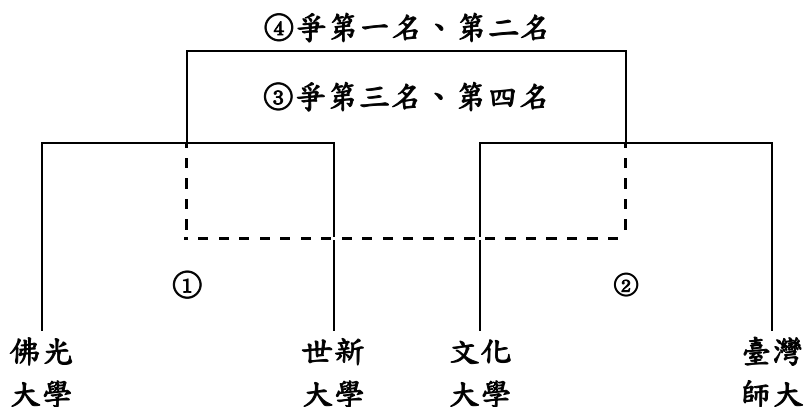 ④爭第一名、第二名
③爭第三名、第四名
①
②
佛光
大學
世新
大學
文化
大學
臺灣
師大